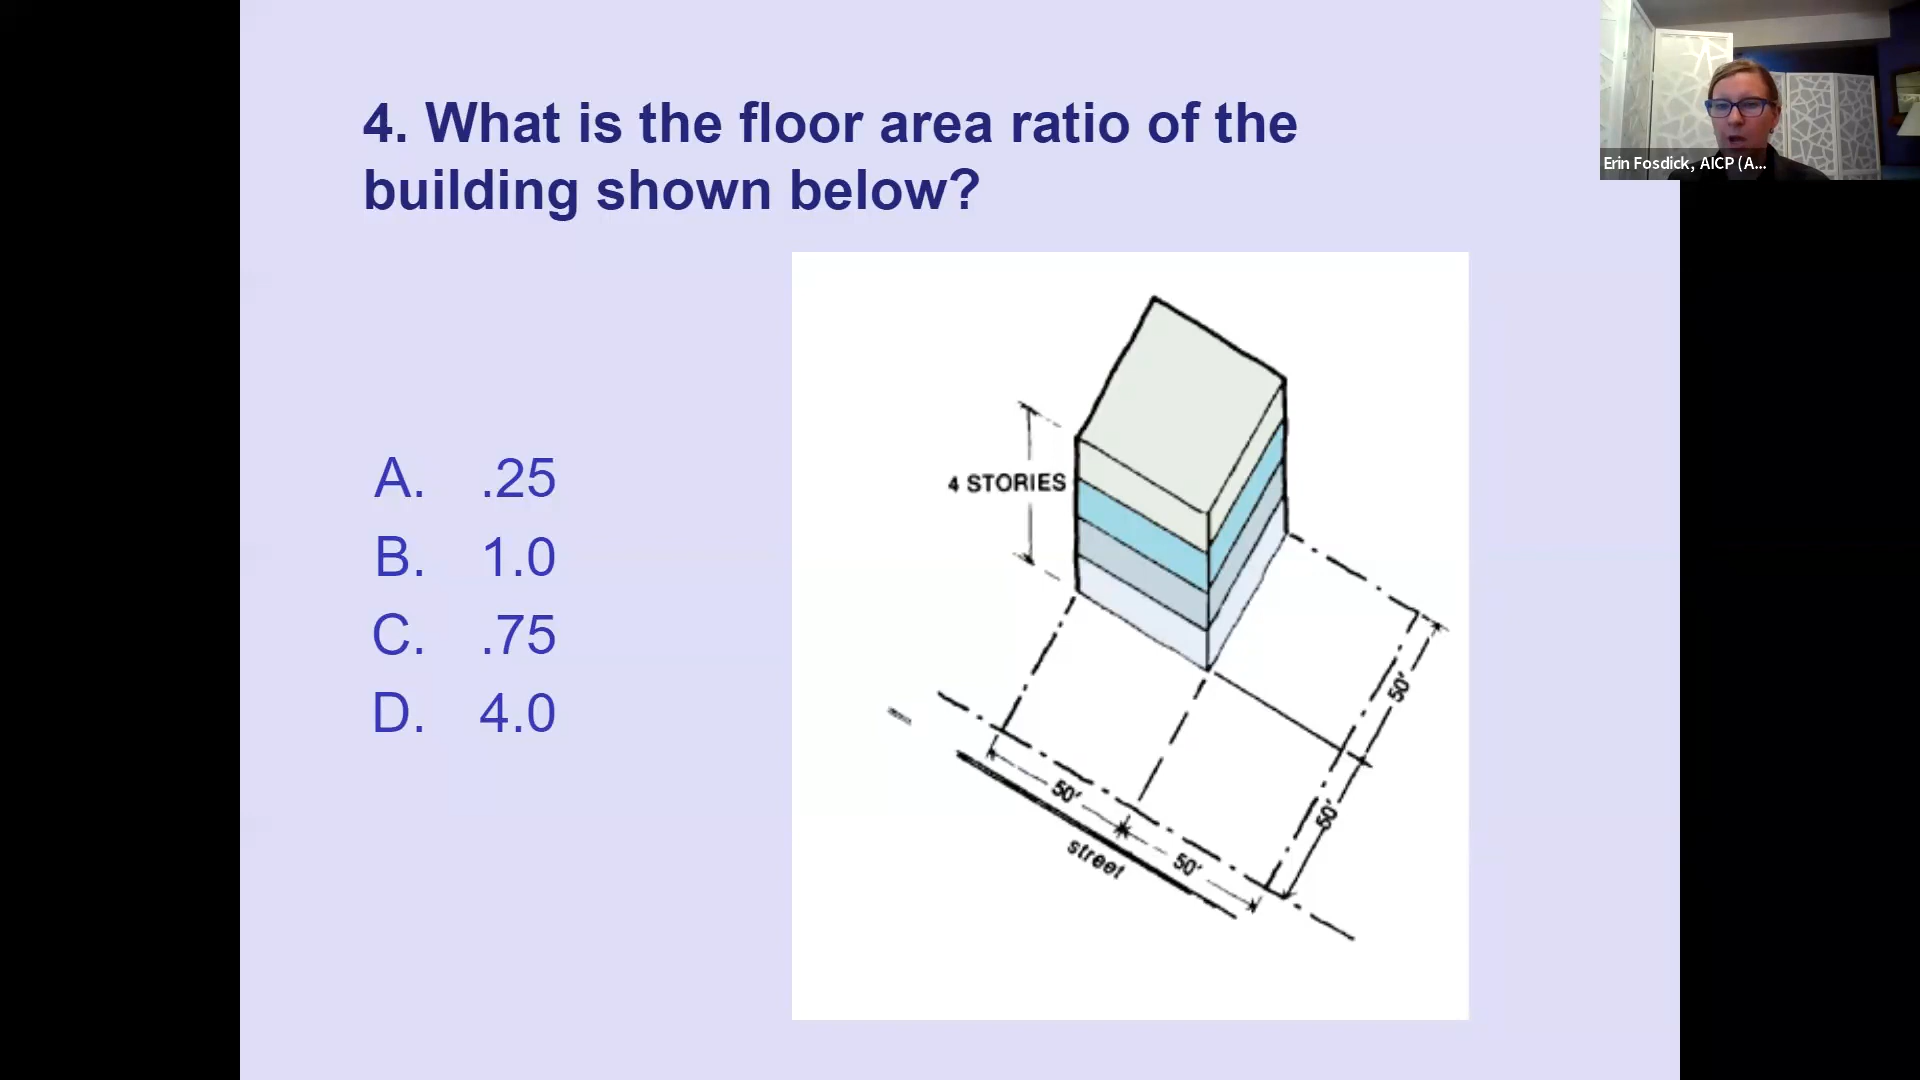 4. What is the floor area ratio of the
building shown below?
A. .25
B. 1.0
C. .75
D. 4.0
4 STORIES
50'
50'
50'
50'
street
Erin Fosdick, AICP (A...